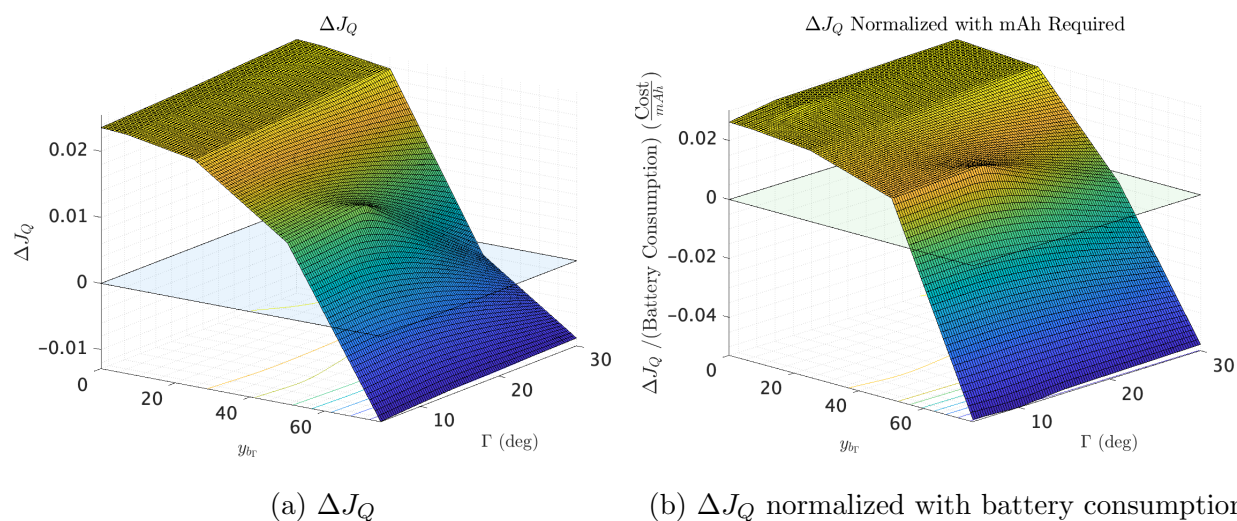 ΔJ_Q
ΔJ_Q
0.02
0.01
0
−0.01
0
20
40
60
y_{b_Γ}
10
20
30
Γ (deg)
(a) ΔJ_Q
ΔJ_Q Normalized with mAh Required
ΔJ_Q /(Battery Consumption) (Cost/mAh)
0.02
0
−0.02
−0.04
0
20
40
60
y_{b_Γ}
10
20
30
Γ (deg)
(b) ΔJ_Q normalized with battery consumption